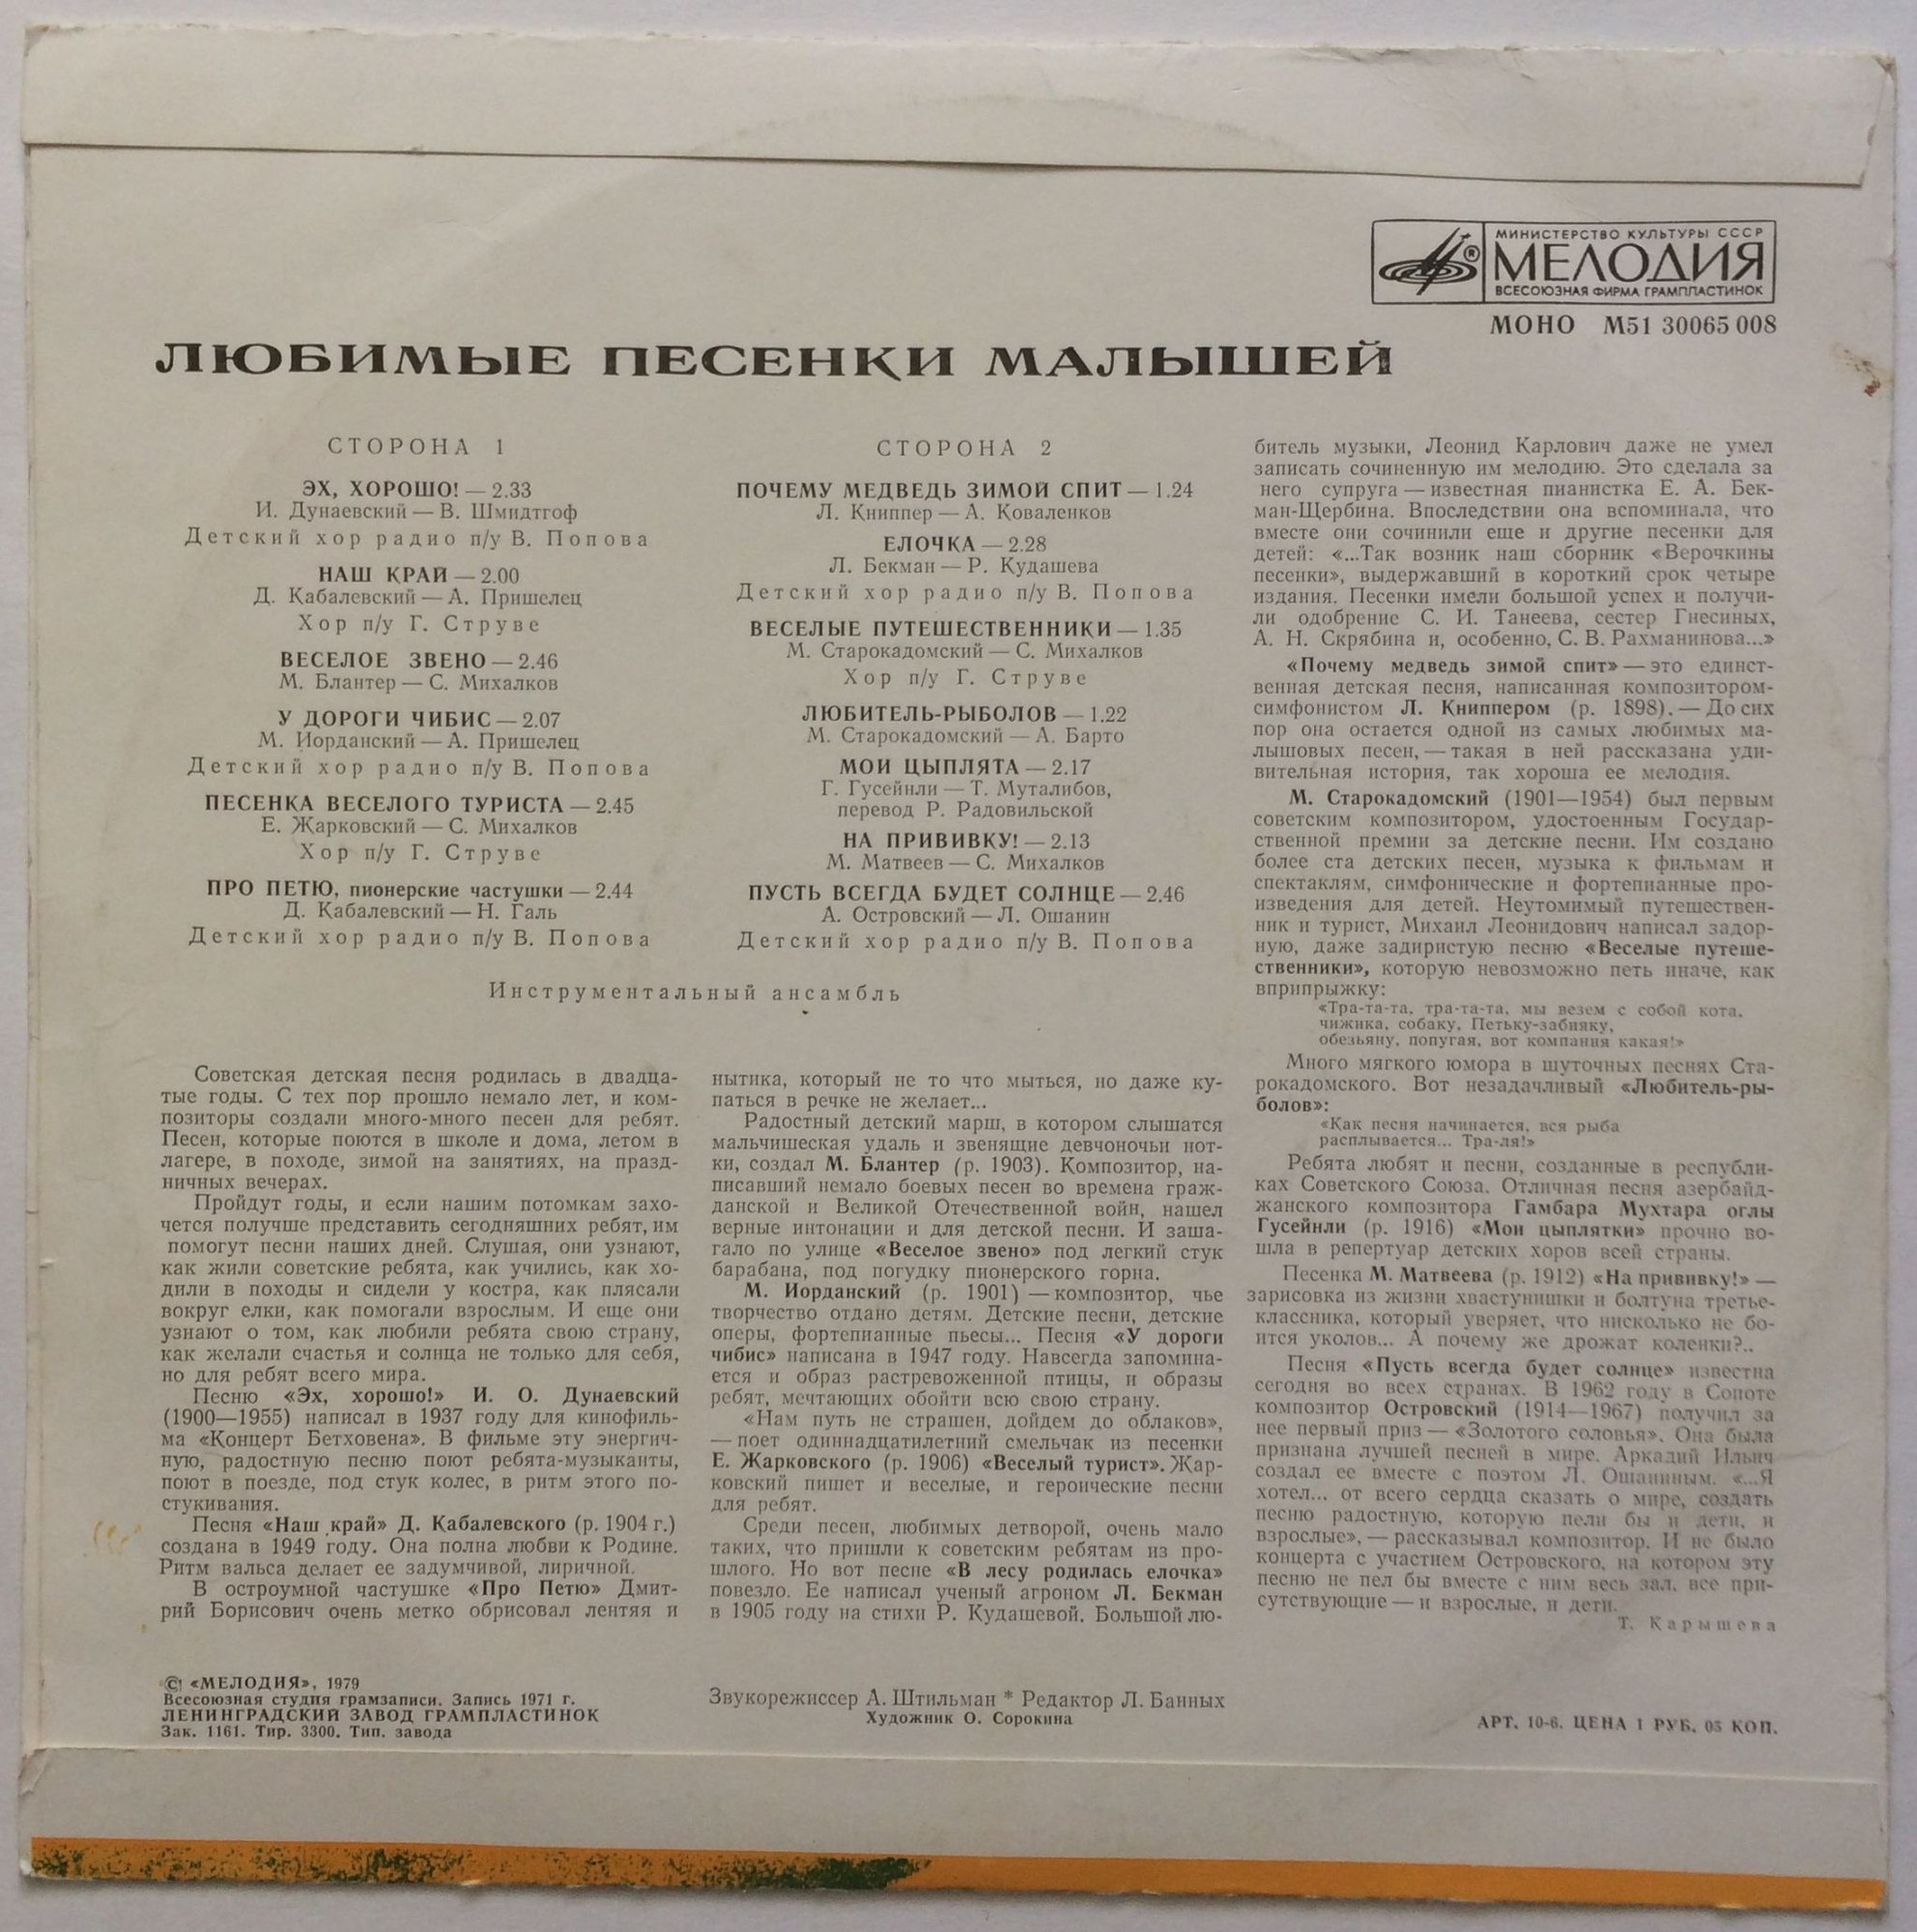 МИНИСТЕРСТВО КУЛЬТУРЫ СССР
МЕЛОДИЯ
ВСЕСОЮЗНАЯ ФИРМА ГРАМПЛАСТИНОК
МОНО М51 30065 008
ЛЮБИМЫЕ ПЕСЕНКИ МАЛЫШЕЙ
СТОРОНА 1
ЭХ, ХОРОШО! — 2.33
И. Дунаевский — В. Шмидтгоф
Детский хор радио п/у В. Попова
НАШ КРАЙ — 2.00
Д. Кабалевский — А. Пришелец
Хор п/у Г. Струве
ВЕСЕЛОЕ ЗВЕНО — 2.46
М. Блантер — С. Михалков
У ДОРОГИ ЧИБИС — 2.07
М. Иорданский — А. Пришелец
Детский хор радио п/у В. Попова
ПЕСЕНКА ВЕСЕЛОГО ТУРИСТА — 2.45
Е. Жарковский — С. Михалков
Хор п/у Г. Струве
ПРО ПЕТЮ, пионерские частушки — 2.44
Д. Кабалевский — Н. Галь
Детский хор радио п/у В. Попова
СТОРОНА 2
ПОЧЕМУ МЕДВЕДЬ ЗИМОЙ СПИТ — 1.24
Л. Книппер — А. Коваленков
ЕЛОЧКА — 2.28
Л. Бекман — Р. Кудашева
Детский хор радио п/у В. Попова
ВЕСЕЛЫЕ ПУТЕШЕСТВЕННИКИ — 1.35
М. Старокадомский — С. Михалков
Хор п/у Г. Струве
ЛЮБИТЕЛЬ-РЫБОЛОВ — 1.22
М. Старокадомский — А. Барто
МОИ ЦЫПЛЯТА — 2.17
Г. Гусейнли — Т. Муталибов,
перевод Р. Радовильской
НА ПРИВИВКУ! — 2.13
М. Матвеев — С. Михалков
ПУСТЬ ВСЕГДА БУДЕТ СОЛНЦЕ — 2.46
А. Островский — Л. Ошанин
Детский хор радио п/у В. Попова
Инструментальный ансамбль
Советская детская песня родилась в двадца-
тые годы. С тех пор прошло немало лет, и ком-
позиторы создали много-много песен для ребят.
Песен, которые поются в школе и дома, летом в
лагере, в походе, зимой на занятиях, на празд-
ничных вечерах.
Пройдут годы, и если нашим потомкам захо-
чется получше представить сегодняшних ребят, им
помогут песни наших дней. Слушая, они узнают,
как жили советские ребята, как учились, как хо-
дили в походы и сидели у костра, как плясали
вокруг елки, как помогали взрослым. И еще они
узнают о том, как любили ребята свою страну,
как желали счастья и солнца не только для себя,
но для ребят всего мира.
Песню «Эх, хорошо!» И. О. Дунаевский
(1900—1955) написал в 1937 году для кинофиль-
ма «Концерт Бетховена». В фильме эту энергич-
ную, радостную песню поют ребята-музыканты,
поют в поезде, под стук колес, в ритм этого по-
стукивания.
Песня «Наш край» Д. Кабалевского (р. 1904 г.)
создана в 1949 году. Она полна любви к Родине.
Ритм вальса делает ее задумчивой, лиричной.
В остроумной частушке «Про Петю» Дмит-
рий Борисович очень метко обрисовал лентяя и
нытика, который не то что мыться, но даже ку-
паться в речке не желает...
Радостный детский марш, в котором слышатся
мальчишеская удаль и звенящие девчоночьи нот-
ки, создал М. Блантер (р. 1903). Композитор, на-
писавший немало боевых песен во времена граж-
данской и Великой Отечественной войн, нашел
верные интонации и для детской песни. И заша-
гало по улице «Веселое звено» под легкий стук
барабана, под погудку пионерского горна.
М. Иорданский (р. 1901) — композитор, чье
творчество отдано детям. Детские песни, детские
оперы, фортепианные пьесы... Песня «У дороги
чибис» написана в 1947 году. Навсегда запомина-
ется и образ растревоженной птицы, и образы
ребят, мечтающих обойти всю свою страну.
«Нам путь не страшен, дойдем до облаков»,
— поет одиннадцатилетний смельчак из песенки
Е. Жарковского (р. 1906) «Веселый турист». Жар-
ковский пишет и веселые, и героические песни
для ребят.
Среди песен, любимых детворой, очень мало
таких, что пришли к советским ребятам из про-
шлого. Но вот песне «В лесу родилась елочка»
повезло. Ее написал ученый агроном Л. Бекман
в 1905 году на стихи Р. Кудашевой. Большой лю-
битель музыки, Леонид Карлович даже не умел
записать сочиненную им мелодию. Это сделала за
него супруга — известная пианистка Е. А. Бек-
ман-Щербина. Впоследствии она вспоминала, что
вместе они сочинили еще и другие песенки для
детей: «...Так возник наш сборник «Верочкины
песенки», выдержавший в короткий срок четыре
издания. Песенки имели большой успех и получи-
ли одобрение С. И. Танеева, сестер Гнесиных,
А. Н. Скрябина и, особенно, С. В. Рахманинова...»
«Почему медведь зимой спит» — это единст-
венная детская песня, написанная композитором-
симфонистом Л. Книппером (р. 1898). — До сих
пор она остается одной из самых любимых ма-
лышовых песен, — такая в ней рассказана уди-
вительная история, так хороша ее мелодия.
М. Старокадомский (1901—1954) был первым
советским композитором, удостоенным Государ-
ственной премии за детские песни. Им создано
более ста детских песен, музыка к фильмам и
спектаклям, симфонические и фортепианные про-
изведения для детей. Неутомимый путешествен-
ник и турист, Михаил Леонидович написал задор-
ную, даже задиристую песню «Веселые путеше-
ственники», которую невозможно петь иначе, как
вприпрыжку:
«Тра-та-та, тра-та-та, мы везем с собой кота,
чижика, собаку, Петьку-забияку,
обезьяну, попугая, вот компания какая!»
Много мягкого юмора в шуточных песнях Ста-
рокадомского. Вот незадачливый «Любитель-ры-
болов»:
«Как песня начинается, вся рыба
расплывается... Тра-ля!»
Ребята любят и песни, созданные в республи-
ках Советского Союза. Отличная песня азербайд-
жанского композитора Гамбара Мухтара оглы
Гусейнли (р. 1916) «Мои цыплятки» прочно во-
шла в репертуар детских хоров всей страны.
Песенка М. Матвеева (р. 1912) «На прививку!» —
зарисовка из жизни хвастунишки и болтуна третье-
классника, который уверяет, что нисколько не бо-
ится уколов... А почему же дрожат коленки?..
Песня «Пусть всегда будет солнце» известна
сегодня во всех странах. В 1962 году в Сопоте
композитор Островский (1914—1967) получил за
нее первый приз — «Золотого соловья». Она была
признана лучшей песней в мире. Аркадий Ильич
создал ее вместе с поэтом Л. Ошаниным. «...Я
хотел... от всего сердца сказать о мире, создать
песню радостную, которую пели бы и дети, и
взрослые», — рассказывал композитор. И не было
концерта с участием Островского, на котором эту
песню не пел бы вместе с ним весь зал, все при-
сутствующие — и взрослые, и дети.
Т. Карышева
© «МЕЛОДИЯ», 1979
Всесоюзная студия грамзаписи. Запись 1971 г.
ЛЕНИНГРАДСКИЙ ЗАВОД ГРАМПЛАСТИНОК
Зак. 1161. Тир. 3300. Тип. завода
Звукорежиссер А. Штильман * Редактор Л. Банных
Художник О. Сорокина
АРТ. 10-6. ЦЕНА 1 РУБ. 05 КОП.